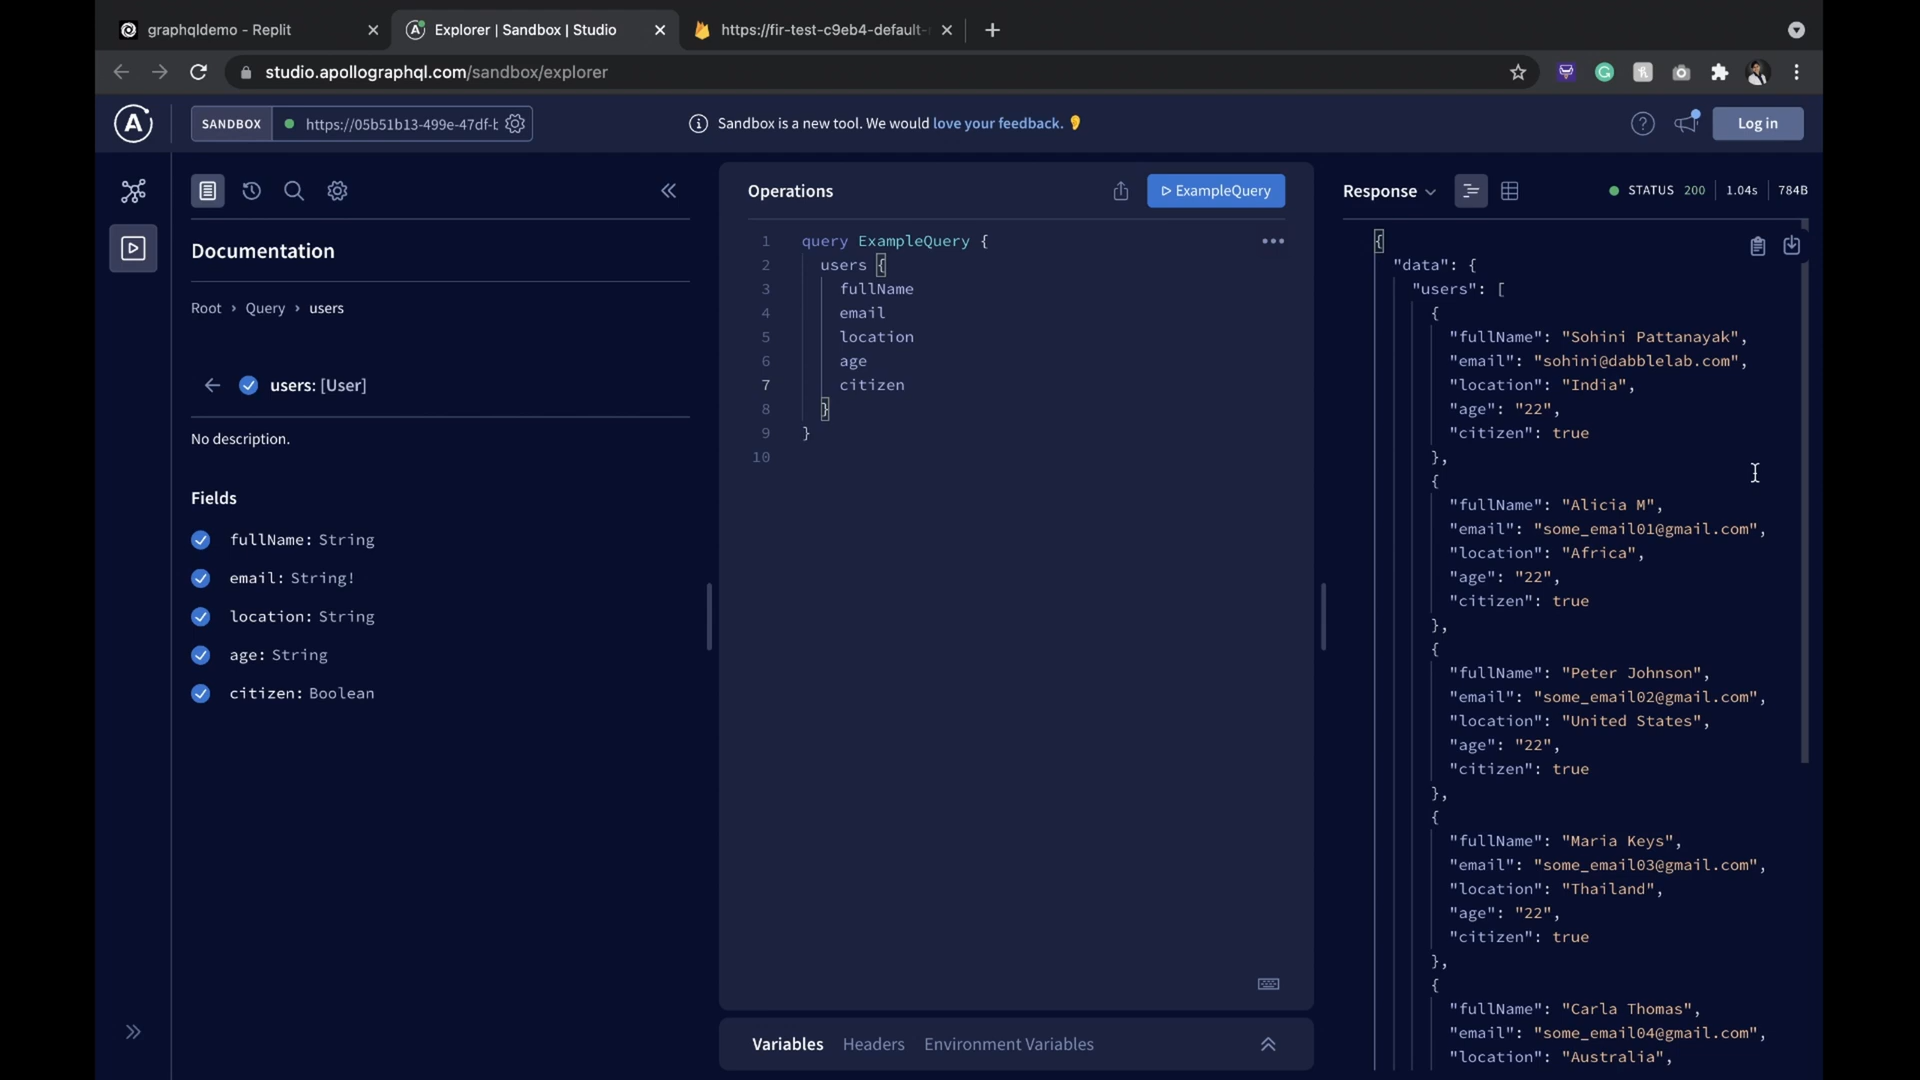 graphqldemo - Replit
Explorer | Sandbox | Studio
https://fir-test-c9eb4-default-
studio.apollographql.com/sandbox/explorer
SANDBOX
https://05b51b13-499e-47df-b
Sandbox is a new tool. We would love your feedback.
Log in
Documentation
Root › Query › users
users: [User]
No description.
Fields
fullName: String
email: String!
location: String
age: String
citizen: Boolean
Operations
ExampleQuery
1 query ExampleQuery {
2 users {
3 fullName
4 email
5 location
6 age
7 citizen
8 }
9 }
10
Variables Headers Environment Variables
Response
STATUS 200 1.04s 784B
{
"data": {
"users": [
{
"fullName": "Sohini Pattanayak",
"email": "sohini@dabblelab.com",
"location": "India",
"age": "22",
"citizen": true
},
{
"fullName": "Alicia M",
"email": "some_email01@gmail.com",
"location": "Africa",
"age": "22",
"citizen": true
},
{
"fullName": "Peter Johnson",
"email": "some_email02@gmail.com",
"location": "United States",
"age": "22",
"citizen": true
},
{
"fullName": "Maria Keys",
"email": "some_email03@gmail.com",
"location": "Thailand",
"age": "22",
"citizen": true
},
{
"fullName": "Carla Thomas",
"email": "some_email04@gmail.com",
"location": "Australia",